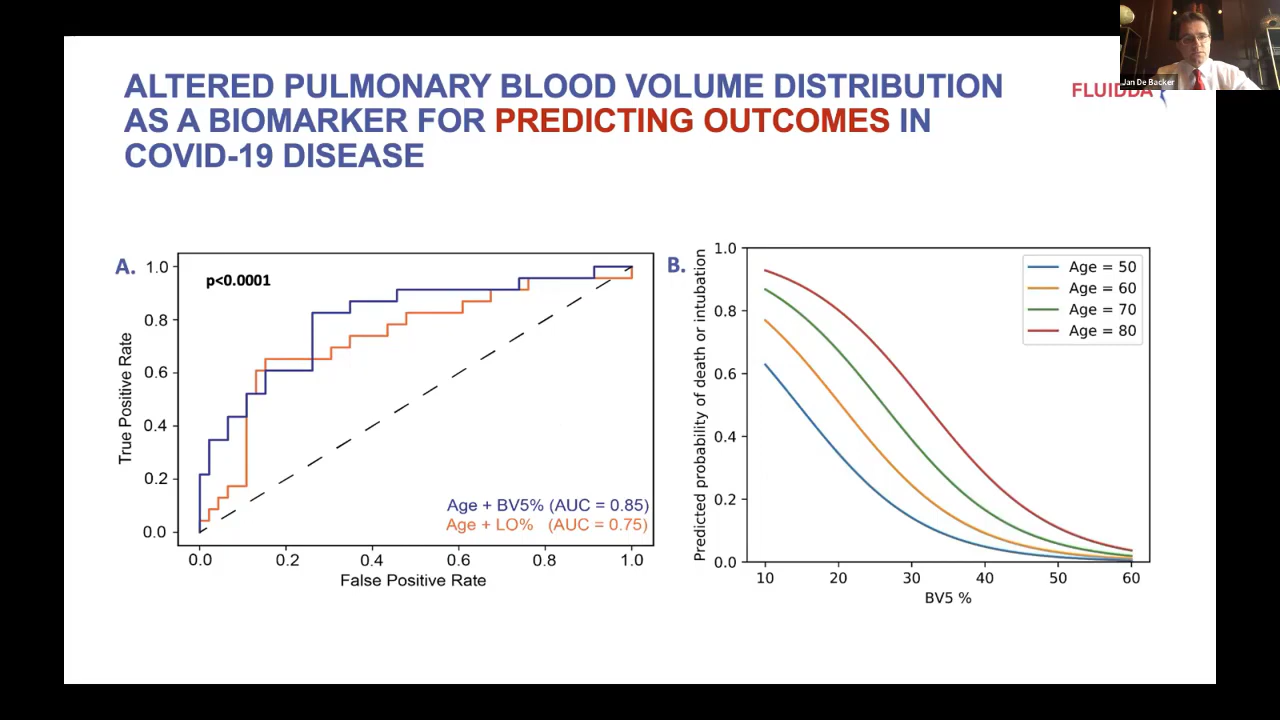 ALTERED PULMONARY BLOOD VOLUME DISTRIBUTION
AS A BIOMARKER FOR PREDICTING OUTCOMES IN
COVID-19 DISEASE
FLUIDDA
Jan De Backer
A.
p<0.0001
1.0
0.8
0.6
0.4
0.2
0.0
True Positive Rate
Age + BV5% (AUC = 0.85)
Age + LO% (AUC = 0.75)
0.0 0.2 0.4 0.6 0.8 1.0
False Positive Rate
B.
1.0
0.8
0.6
0.4
0.2
0.0
Predicted probability of death or intubation
Age = 50
Age = 60
Age = 70
Age = 80
10 20 30 40 50 60
BV5 %